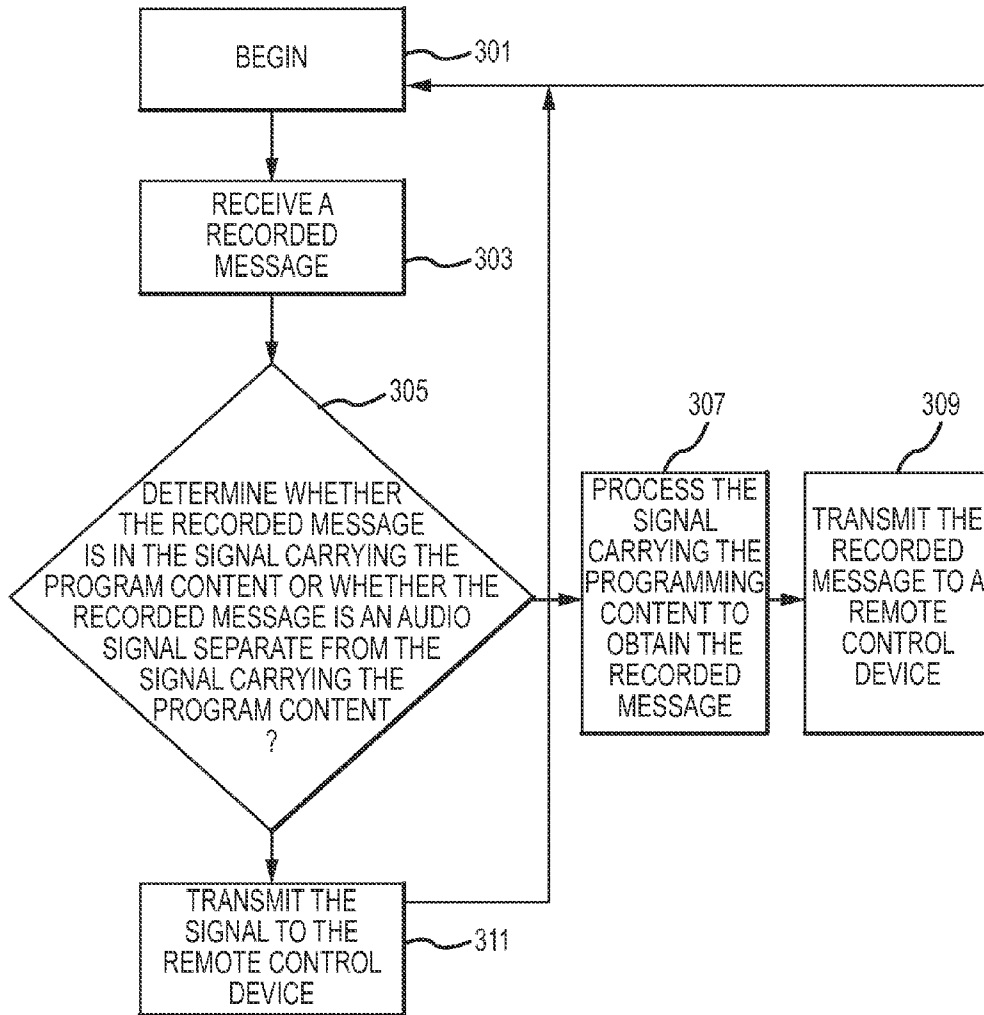 BEGIN
301
RECEIVE A
RECORDED
MESSAGE
303
305
DETERMINE WHETHER
THE RECORDED MESSAGE
IS IN THE SIGNAL CARRYING THE
PROGRAM CONTENT OR WHETHER THE
RECORDED MESSAGE IS AN AUDIO
SIGNAL SEPARATE FROM THE
SIGNAL CARRYING THE
PROGRAM CONTENT
?
307
PROCESS THE
SIGNAL
CARRYING THE
PROGRAMMING
CONTENT TO
OBTAIN THE
RECORDED
MESSAGE
309
TRANSMIT THE
RECORDED
MESSAGE TO A
REMOTE
CONTROL
DEVICE
TRANSMIT THE
SIGNAL TO THE
REMOTE CONTROL
DEVICE
311